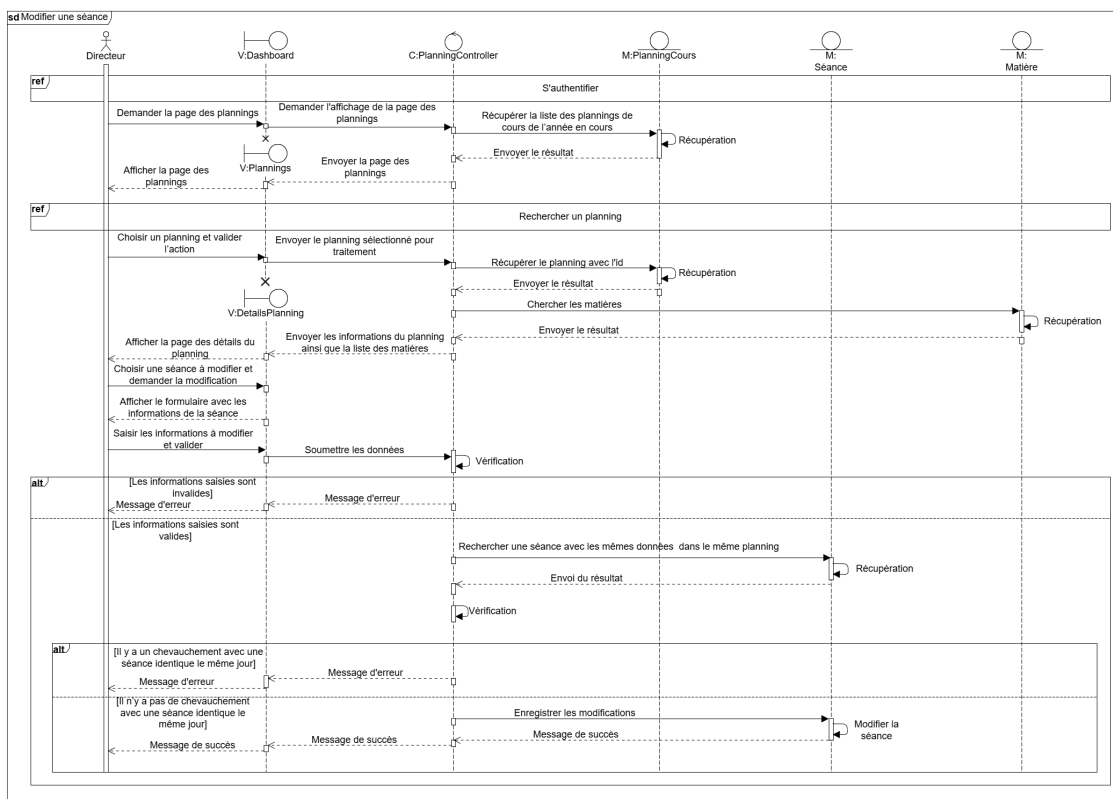 sd Modifier une séance
Directeur
V:Dashboard
C:PlanningController
M:PlanningCours
M:
Séance
M:
Matière
ref
S'authentifier
Demander la page des plannings
Demander l'affichage de la page des
plannings
Récupérer la liste des plannings de
cours de l'année en cours
Récupération
Envoyer le résultat
V:Plannings
Envoyer la page des
plannings
Afficher la page des
plannings
ref
Rechercher un planning
Choisir un planning et valider
l'action
Envoyer le planning sélectionné pour
traitement
Récupérer le planning avec l'id
Récupération
Envoyer le résultat
V:DetailsPlanning
Chercher les matières
Récupération
Envoyer le résultat
Envoyer les informations du planning
ainsi que la liste des matières
Afficher la page des détails du
planning
Choisir une séance à modifier et
demander la modification
Afficher le formulaire avec les
informations de la séance
Saisir les informations à modifier
et valider
Soumettre les données
Vérification
alt
[Les informations saisies sont
invalides]
Message d'erreur
Message d'erreur
[Les informations saisies sont
valides]
Rechercher une séance avec les mêmes données dans le même planning
Récupération
Envoi du résultat
Vérification
alt
[Il y a un chevauchement avec une
séance identique le même jour]
Message d'erreur
Message d'erreur
[Il n'y a pas de chevauchement
avec une séance identique le
même jour]
Enregistrer les modifications
Modifier la
séance
Message de succès
Message de succès
Message de succès